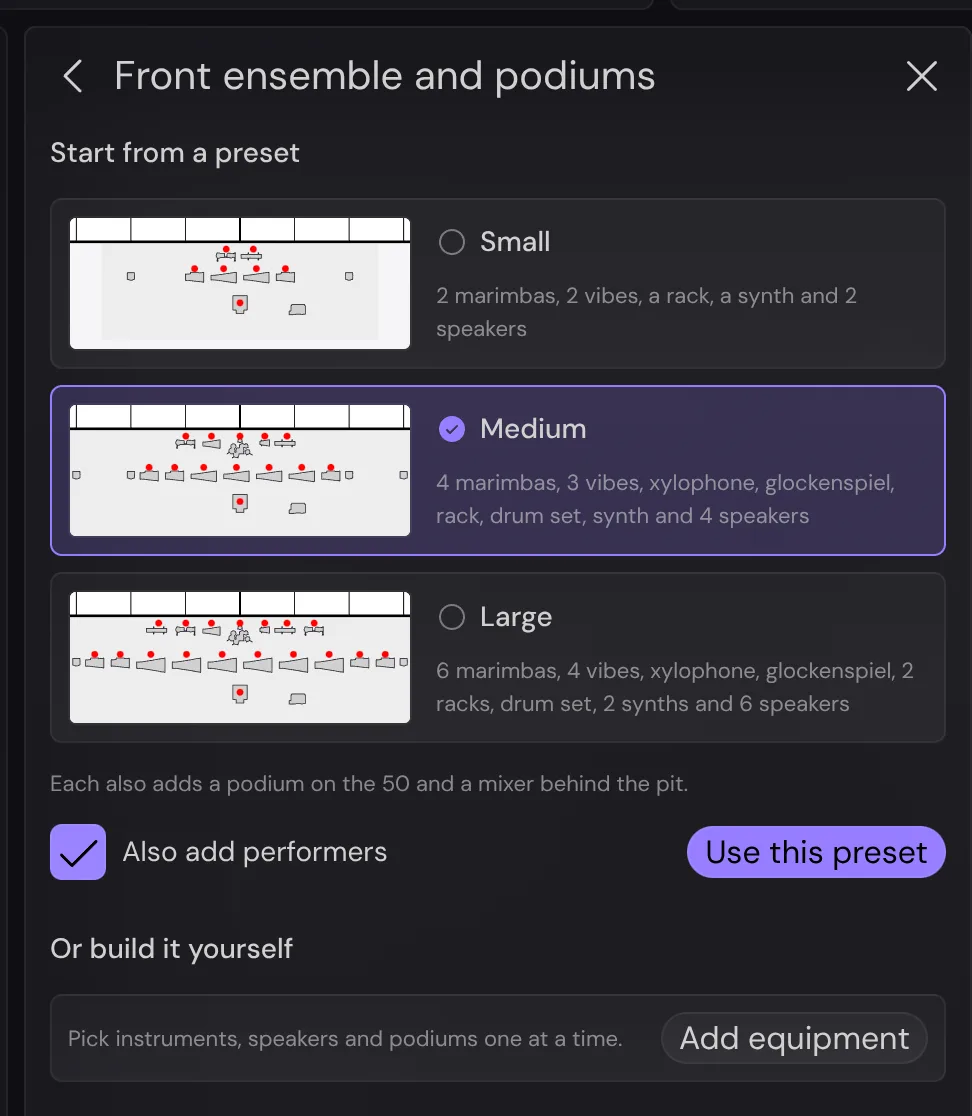 Front ensemble and podiums
Start from a preset
Small
2 marimbas, 2 vibes, a rack, a synth and 2
speakers
Medium
4 marimbas, 3 vibes, xylophone, glockenspiel,
rack, drum set, synth and 4 speakers
Large
6 marimbas, 4 vibes, xylophone, glockenspiel, 2
racks, drum set, 2 synths and 6 speakers
Each also adds a podium on the 50 and a mixer behind the pit.
Also add performers
Use this preset
Or build it yourself
Pick instruments, speakers and podiums one at a time.
Add equipment